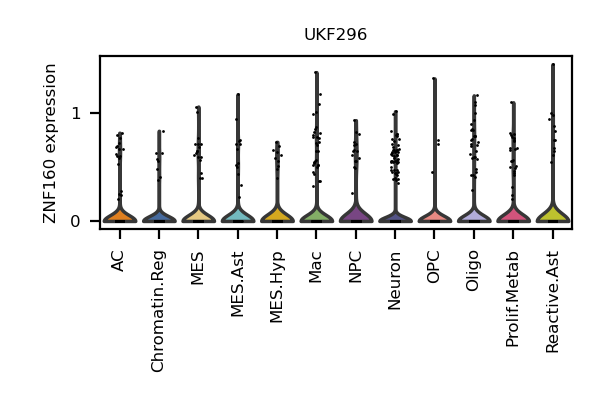 UKF296
ZNF160 expression
1
0
AC
Chromatin.Reg
MES
MES.Ast
MES.Hyp
Mac
NPC
Neuron
OPC
Oligo
Prolif.Metab
Reactive.Ast